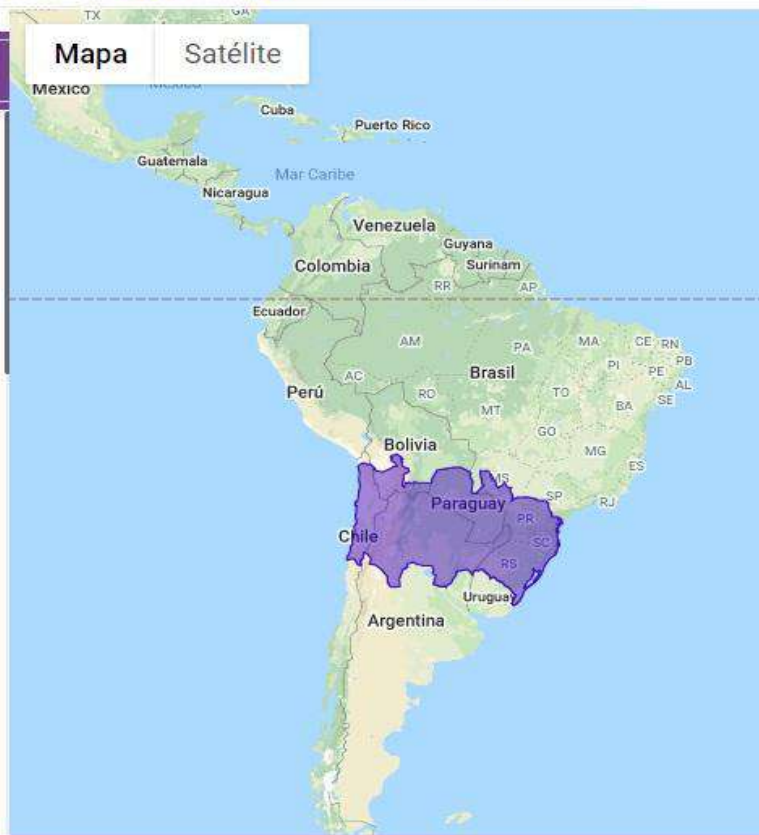 TX
GA
Mapa
Satélite
México
Cuba
Puerto Rico
Guatemala
Mar Caribe
Nicaragua
Venezuela
Guyana
Colombia
Surinam
RR
AP
Ecuador
AM
PA
MA
CE
RN
PB
PI
PE
AC
Brasil
AL
Perú
RO
TO
SE
MT
BA
GO
Bolivia
MG
ES
MS
SP
RJ
Paraguay
PR
Chile
SC
RS
Uruguay
Argentina